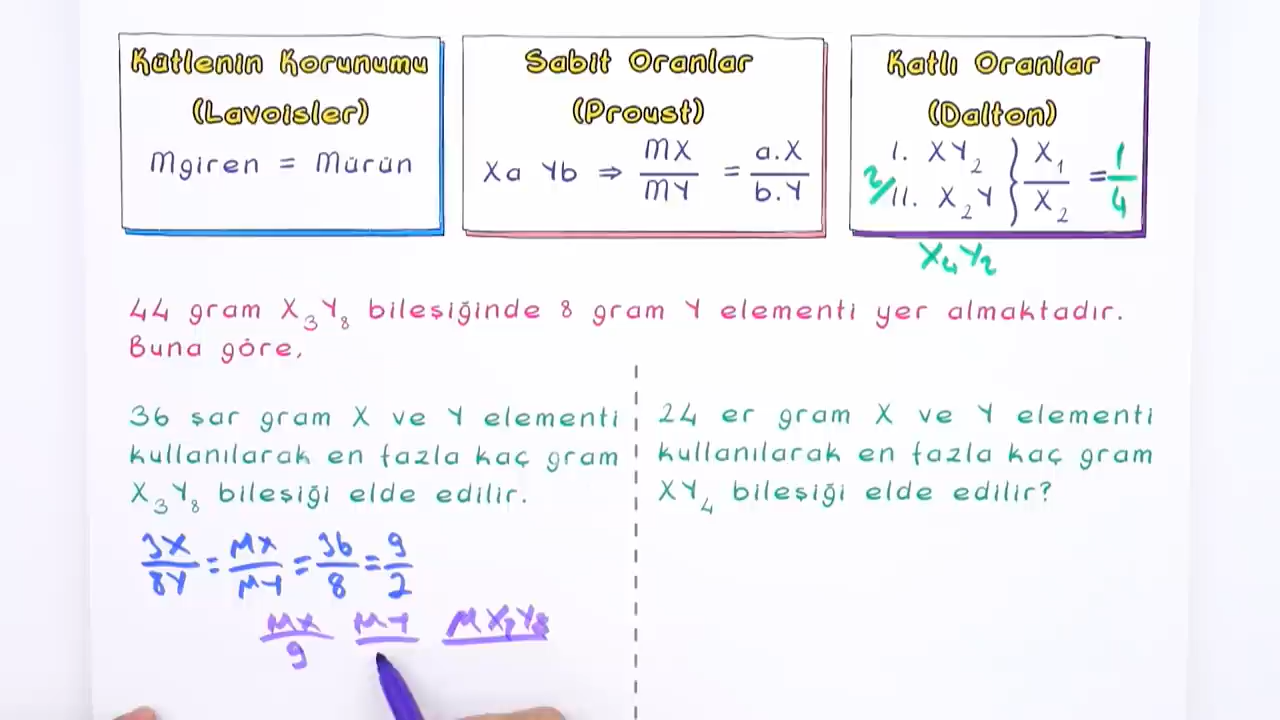 Kütlenin Korunumu
(Lavoisier)
mgiren = mürün
Sabit Oranlar
(Proust)
XaYb ⇒ mX/mY = a.X/b.Y
Katlı Oranlar
(Dalton)
I. XY₂
2/ II. X₂Y
X₁/X₂ = 1/4
X₄Y₂
44 gram X₃Y₈ bileşiğinde 8 gram Y elementi yer almaktadır.
Buna göre,
36 şar gram X ve Y elementi
kullanılarak en fazla kaç gram
X₃Y₈ bileşiği elde edilir.
3X/8Y = mX/mY = 36/8 = 9/2
mX mY mX₃Y₈
9
24 er gram X ve Y elementi
kullanılarak en fazla kaç gram
XY₄ bileşiği elde edilir?